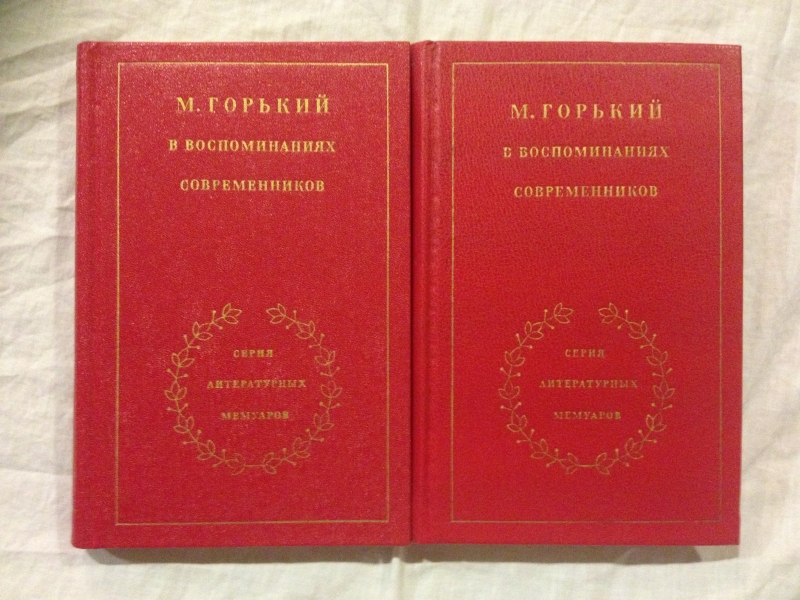 М. ГОРЬКИЙ
В ВОСПОМИНАНИЯХ
СОВРЕМЕННИКОВ
СЕРИЯ
ЛИТЕРАТУРНЫХ
МЕМУАРОВ
М. ГОРЬКИЙ
В ВОСПОМИНАНИЯХ
СОВРЕМЕННИКОВ
СЕРИЯ
ЛИТЕРАТУРНЫХ
МЕМУАРОВ